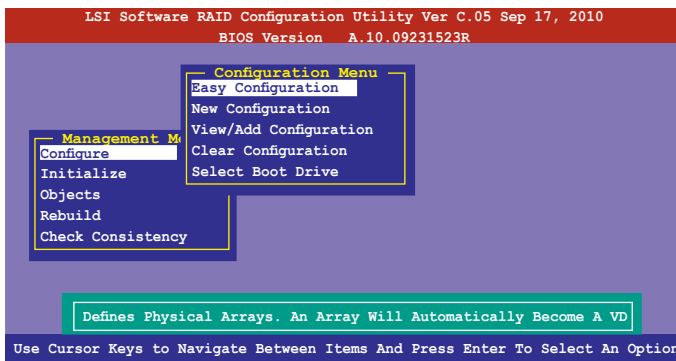 LSI Software RAID Configuration Utility Ver C.05 Sep 17, 2010
BIOS Version A.10.09231523R
Configuration Menu
Easy Configuration
New Configuration
View/Add Configuration
Clear Configuration
Select Boot Drive
Management M
Configure
Initialize
Objects
Rebuild
Check Consistency
Defines Physical Arrays. An Array Will Automatically Become A VD
Use Cursor Keys to Navigate Between Items And Press Enter To Select An Option